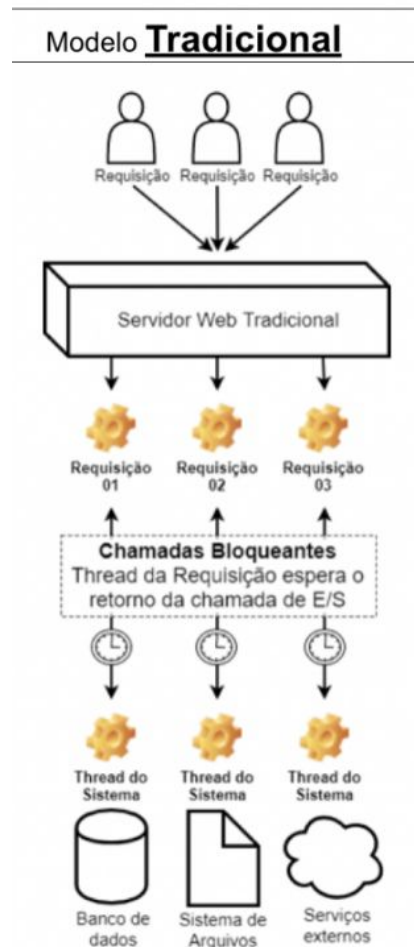 Modelo Tradicional
Requisição Requisição Requisição
Servidor Web Tradicional
Requisição Requisição Requisição
01 02 03
Chamadas Bloqueantes
Thread da Requisição espera o
retorno da chamada de E/S
Thread do Thread do Thread do
Sistema Sistema Sistema
Banco de Sistema de Serviços
dados Arquivos externos